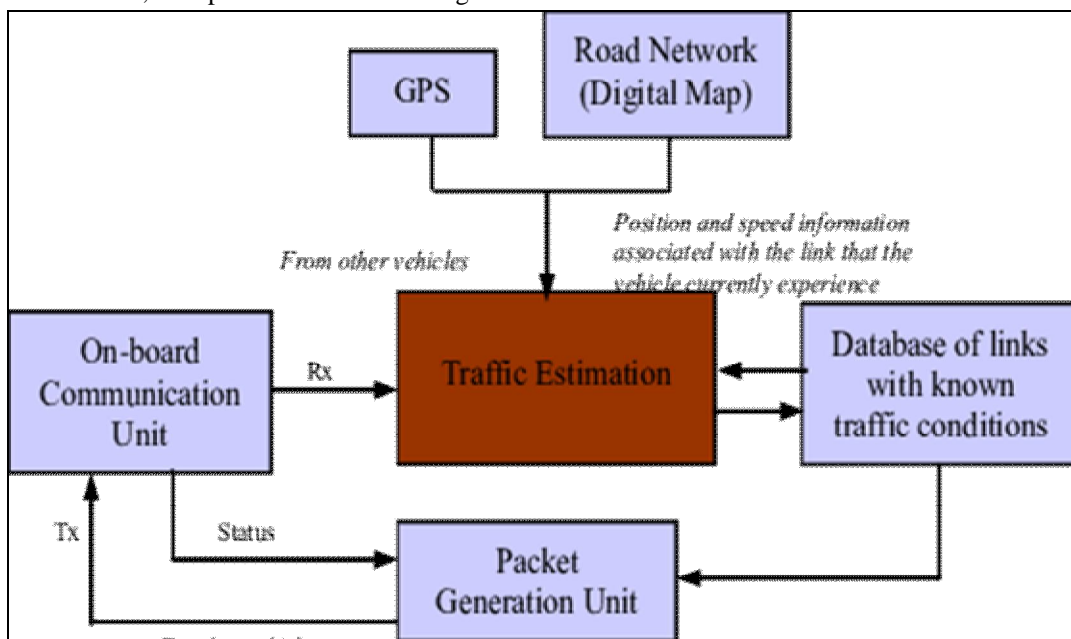 GPS
Road Network
(Digital Map)
Position and speed information
associated with the link that the
vehicle currently experience
From other vehicles
On-board
Communication
Unit
Rx
Traffic Estimation
Database of links
with known
traffic conditions
Tx
Status
Packet
Generation Unit